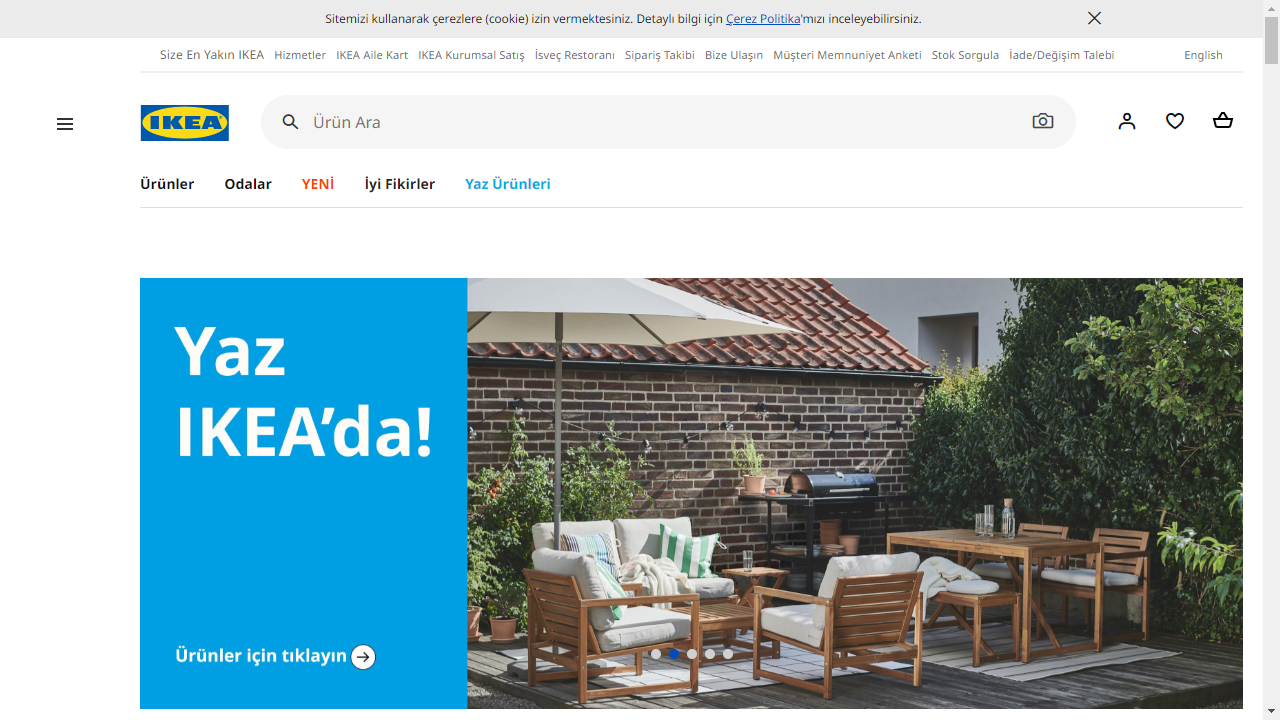 Sitemizi kullanarak çerezlere (cookie) izin vermektesiniz. Detaylı bilgi için Çerez Politika'mızı inceleyebilirsiniz.
Size En Yakın IKEA Hizmetler IKEA Aile Kart IKEA Kurumsal Satış İsveç Restoranı Sipariş Takibi Bize Ulaşın Müşteri Memnuniyet Anketi Stok Sorgula İade/Değişim Talebi English
IKEA
Ürün Ara
Ürünler Odalar YENİ İyi Fikirler Yaz Ürünleri
Yaz
IKEA’da!
Ürünler için tıklayın